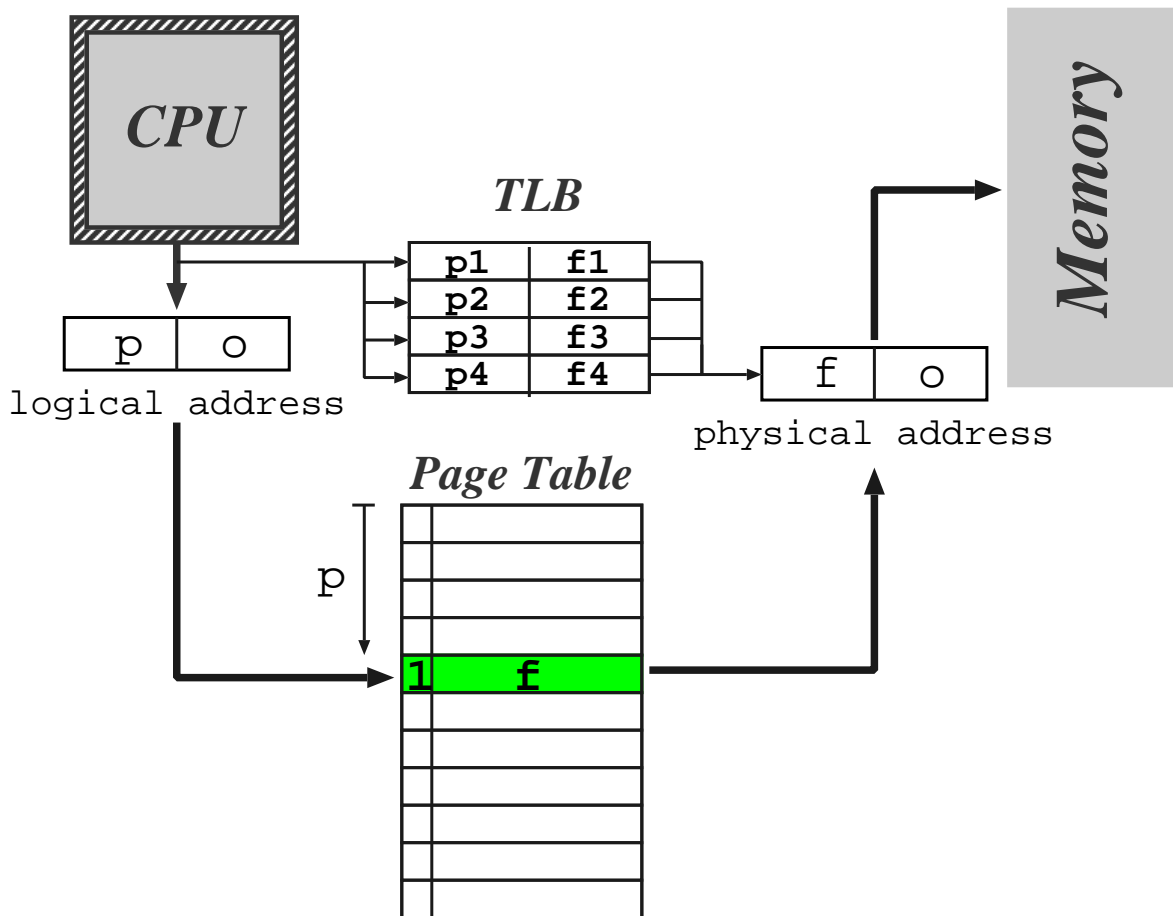 CPU
Memory
TLB
p1 f1
p2 f2
p3 f3
p4 f4
p o
logical address
f o
physical address
Page Table
p
1 f